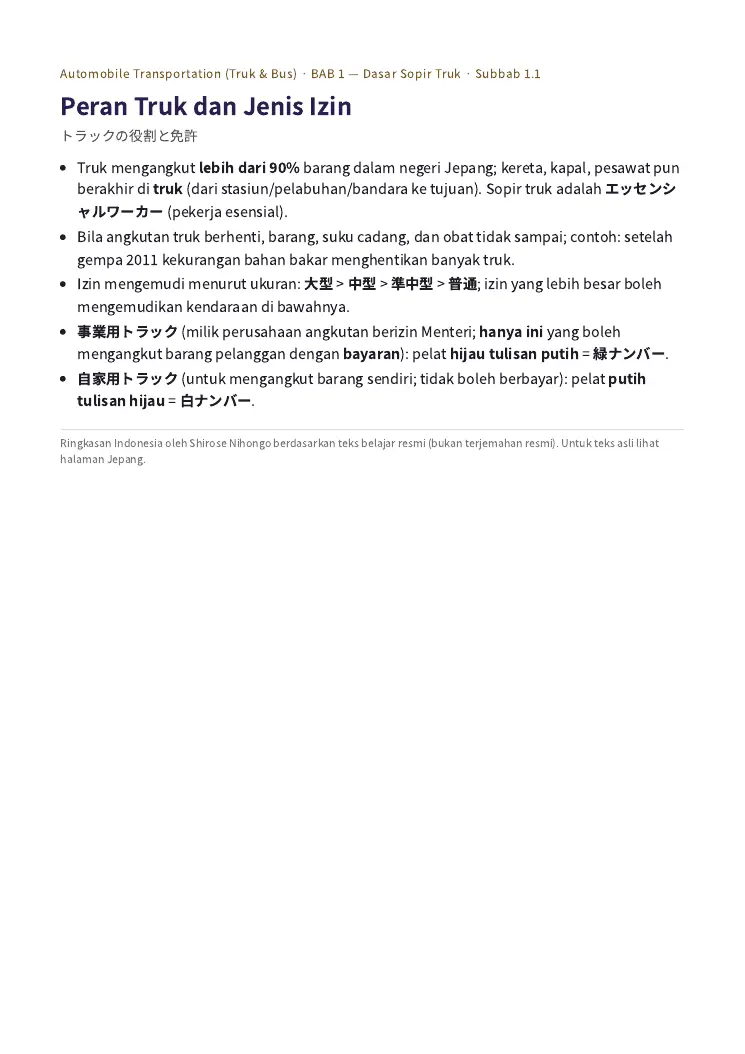 Automobile Transportation (Truk & Bus) · BAB 1 — Dasar Sopir Truk · Subbab 1.1
Peran Truk dan Jenis Izin
トラックの役割と免許
• Truk mengangkut lebih dari 90% barang dalam negeri Jepang; kereta, kapal, pesawat pun
berakhir di truk (dari stasiun/pelabuhan/bandara ke tujuan). Sopir truk adalah エッセンシ
ャルワーカー (pekerja esensial).
• Bila angkutan truk berhenti, barang, suku cadang, dan obat tidak sampai; contoh: setelah
gempa 2011 kekurangan bahan bakar menghentikan banyak truk.
• Izin mengemudi menurut ukuran: 大型 > 中型 > 準中型 > 普通; izin yang lebih besar boleh
mengemudikan kendaraan di bawahnya.
• 事業用トラック (milik perusahaan angkutan berizin Menteri; hanya ini yang boleh
mengangkut barang pelanggan dengan bayaran): pelat hijau tulisan putih = 緑ナンバー.
• 自家用トラック (untuk mengangkut barang sendiri; tidak boleh berbayar): pelat putih
tulisan hijau = 白ナンバー.
Ringkasan Indonesia oleh Shirose Nihongo berdasarkan teks belajar resmi (bukan terjemahan resmi). Untuk teks asli lihat
halaman Jepang.